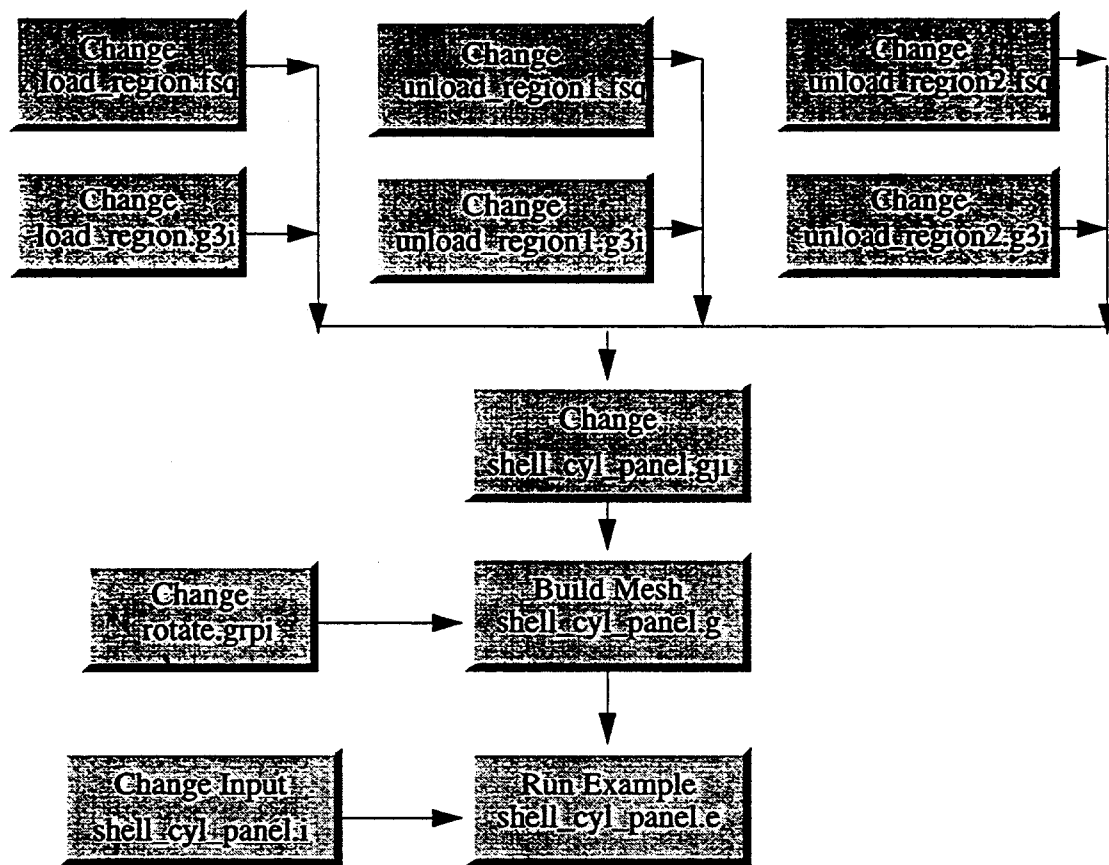 Change
load_region.fsq
Change
unload_region1.fsq
Change
unload_region2.fsq
Change
load_region.g3i
Change
unload_region1.g3i
Change
unload_region2.g3i
Change
shell_cyl_panel.gji
Change
rotate.grpi
Build Mesh
shell_cyl_panel.g
Change Input
shell_cyl_panel.i
Run Example
shell_cyl_panel.e